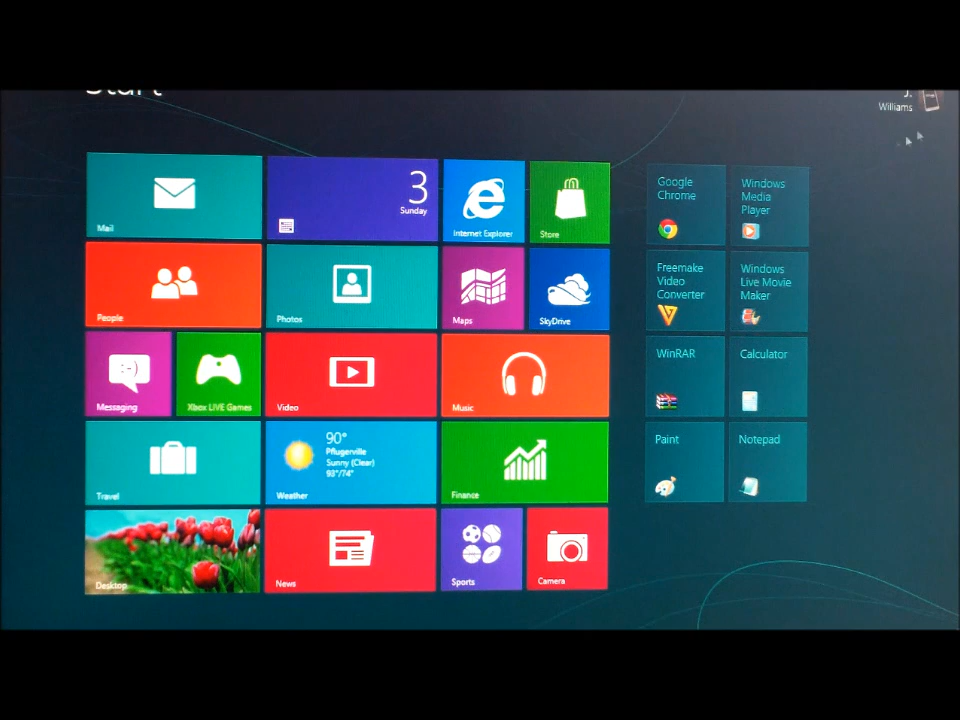 Start
J.
Williams
Mail
3
Sunday
Internet Explorer
Store
People
Photos
Maps
SkyDrive
:-)
Messaging
Xbox LIVE Games
Video
Music
Travel
90°
Pflugerville
Sunny (Clear)
93°/74°
Weather
Finance
Desktop
News
Sports
Camera
Google
Chrome
Windows
Media
Player
Freemake
Video
Converter
Windows
Live Movie
Maker
WinRAR
Calculator
Paint
Notepad